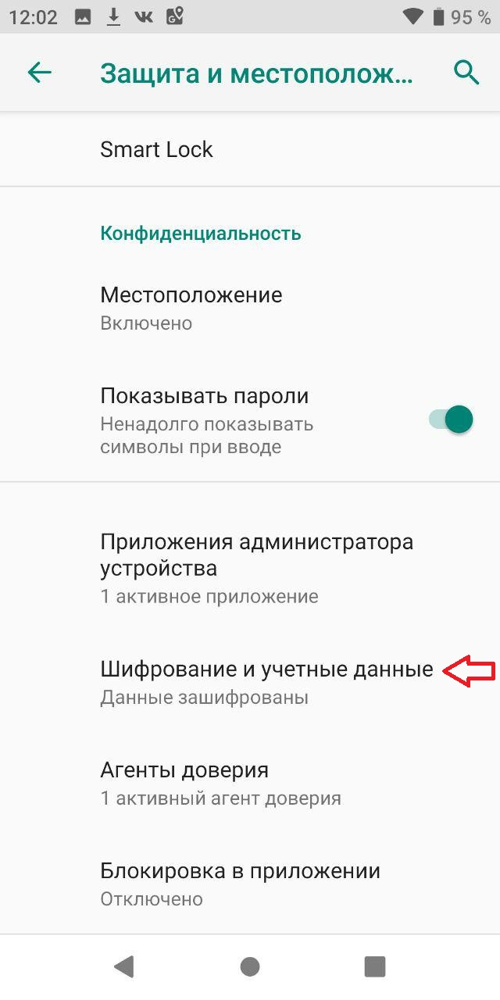 12:02
95 %
Защита и местополож...
Smart Lock
Конфиденциальность
Местоположение
Включено
Показывать пароли
Ненадолго показывать
символы при вводе
Приложения администратора
устройства
1 активное приложение
Шифрование и учетные данные
Данные зашифрованы
Агенты доверия
1 активный агент доверия
Блокировка в приложении
Отключено